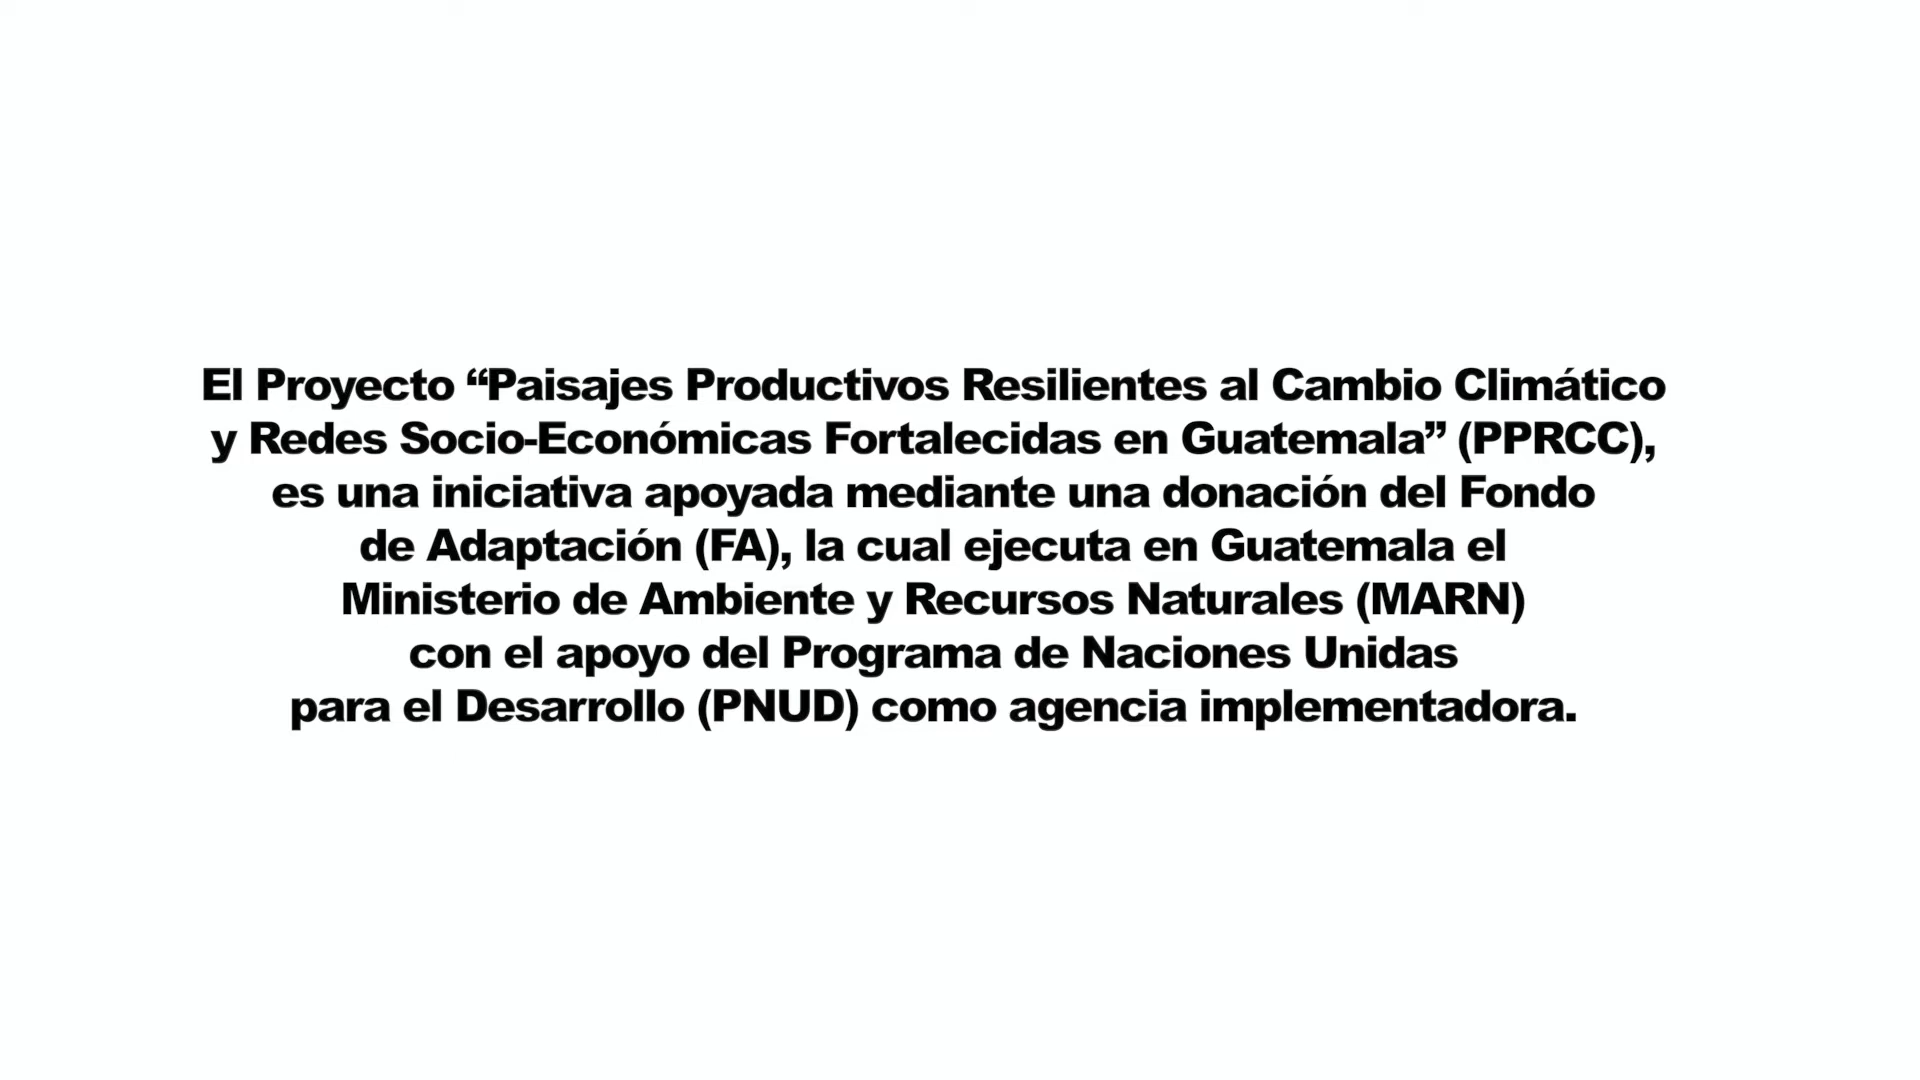 El Proyecto “Paisajes Productivos Resilientes al Cambio Climático
y Redes Socio-Económicas Fortalecidas en Guatemala” (PPRCC),
es una iniciativa apoyada mediante una donación del Fondo
de Adaptación (FA), la cual ejecuta en Guatemala el
Ministerio de Ambiente y Recursos Naturales (MARN)
con el apoyo del Programa de Naciones Unidas
para el Desarrollo (PNUD) como agencia implementadora.